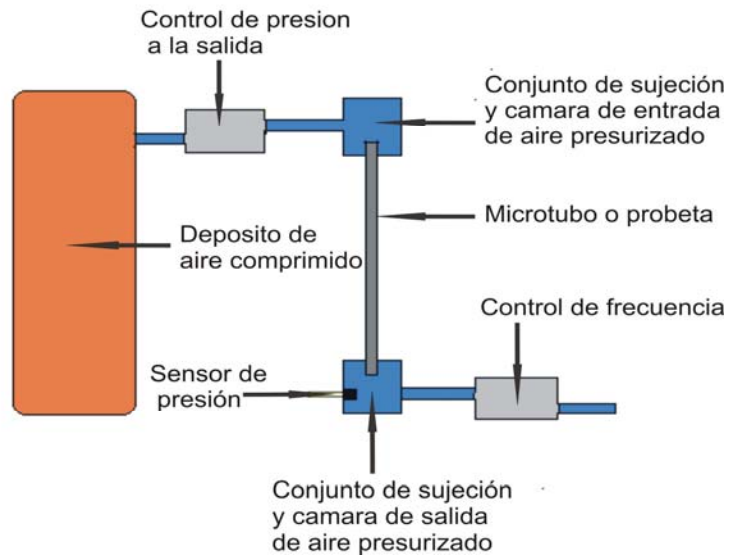 Control de presion
a la salida
Conjunto de sujeción
y camara de entrada
de aire presurizado
Microtubo o probeta
Deposito de
aire comprimido
Control de frecuencia
Sensor de
presión
Conjunto de sujeción
y camara de salida
de aire presurizado